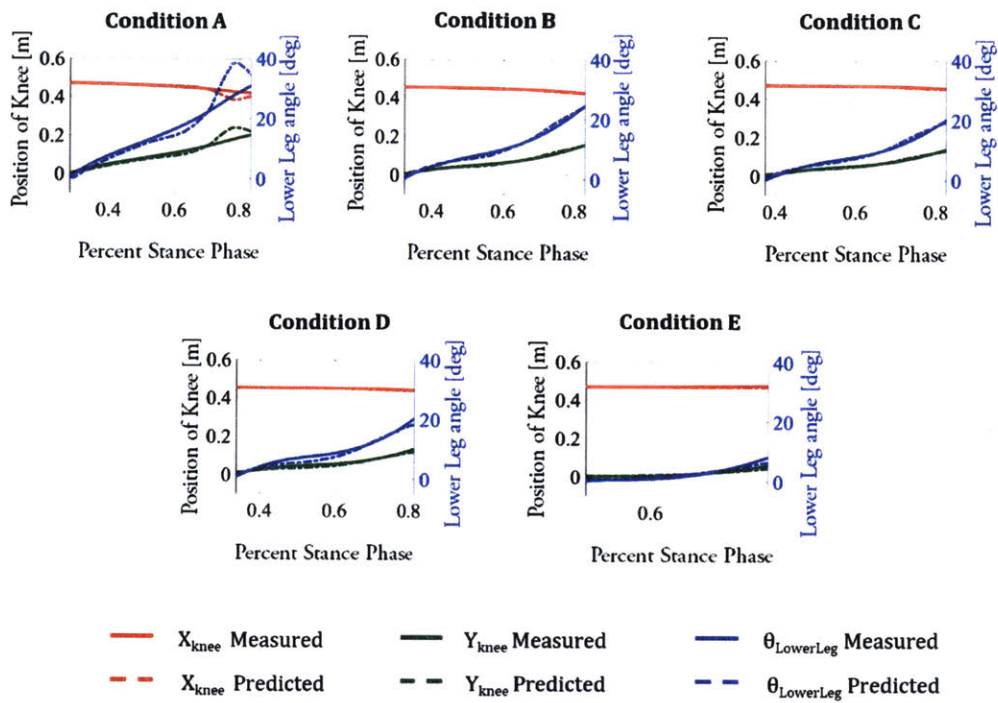 Condition A
Position of Knee [m]
0.6
0.4
0.2
0
40
20
0
Lower Leg angle [deg]
0.4 0.6 0.8
Percent Stance Phase
Condition B
Position of Knee [m]
0.6
0.4
0.2
0
40
20
0
Lower Leg angle [deg]
0.4 0.6 0.8
Percent Stance Phase
Condition C
Position of Knee [m]
0.6
0.4
0.2
0
40
20
0
Lower Leg angle [deg]
0.4 0.6 0.8
Percent Stance Phase
Condition D
Position of Knee [m]
0.6
0.4
0.2
0
40
20
0
Lower Leg angle [deg]
0.4 0.6 0.8
Percent Stance Phase
Condition E
Position of Knee [m]
0.6
0.4
0.2
0
40
20
0
Lower Leg angle [deg]
0.6
Percent Stance Phase
Xknee Measured Yknee Measured θLowerLeg Measured
Xknee Predicted Yknee Predicted θLowerLeg Predicted